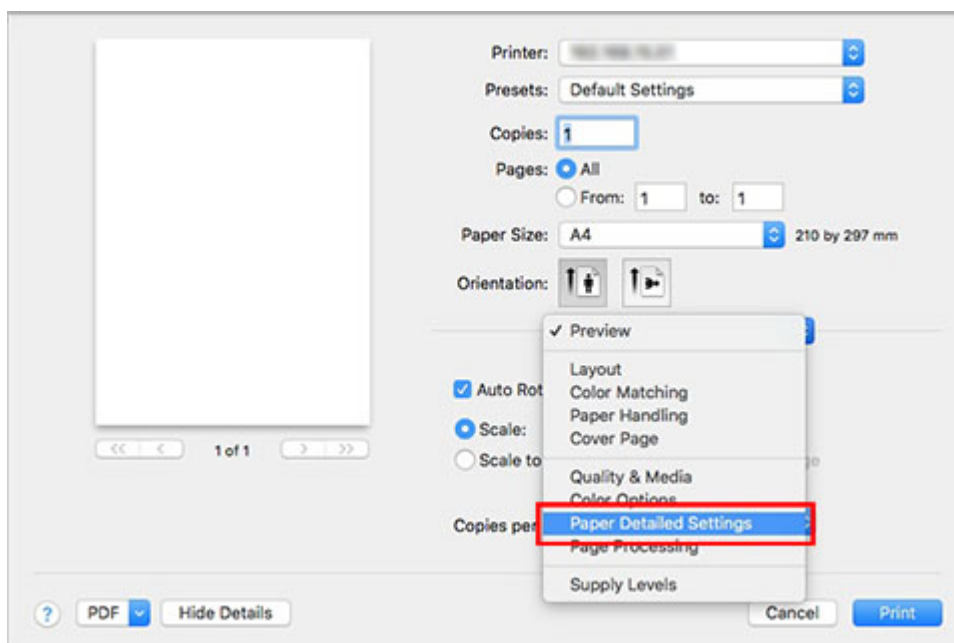 Printer:
Presets: Default Settings
Copies: 1
Pages: All
From: 1 to: 1
Paper Size: A4 210 by 297 mm
Orientation:
✓ Preview
Layout
Auto Rot Color Matching
Paper Handling
Scale: Cover Page
Scale to
Quality & Media
Color Options
Copies per Paper Detailed Settings
Page Processing
Supply Levels
1 of 1
? PDF Hide Details Cancel Print